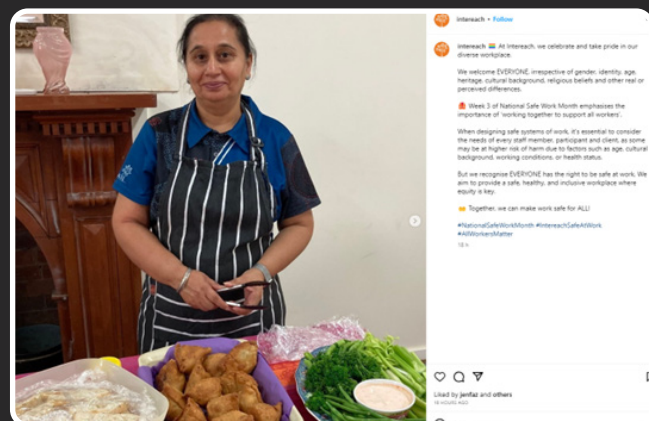 intereach • Follow
intereach At Intereach, we celebrate and take pride in our
diverse workplace.
We welcome EVERYONE, irrespective of gender, identity, age,
heritage, cultural background, religious beliefs and other real or
perceived differences.
Week 3 of National Safe Work Month emphasises the
importance of 'working together to support all workers'.
When designing safe systems of work, it's essential to consider
the needs of every staff member, participant and client, as some
may be at higher risk of harm due to factors such as age, cultural
background, working conditions, or health status.
But we recognise EVERYONE has the right to be safe at work. We
aim to provide a safe, healthy, and inclusive workplace where
equity is key.
Together, we can make work safe for ALL!
#NationalSafeWorkMonth #IntereachSafeAtWork
#AllWorkersMatter
18 h
Liked by jenfaz and others
18 HOURS AGO